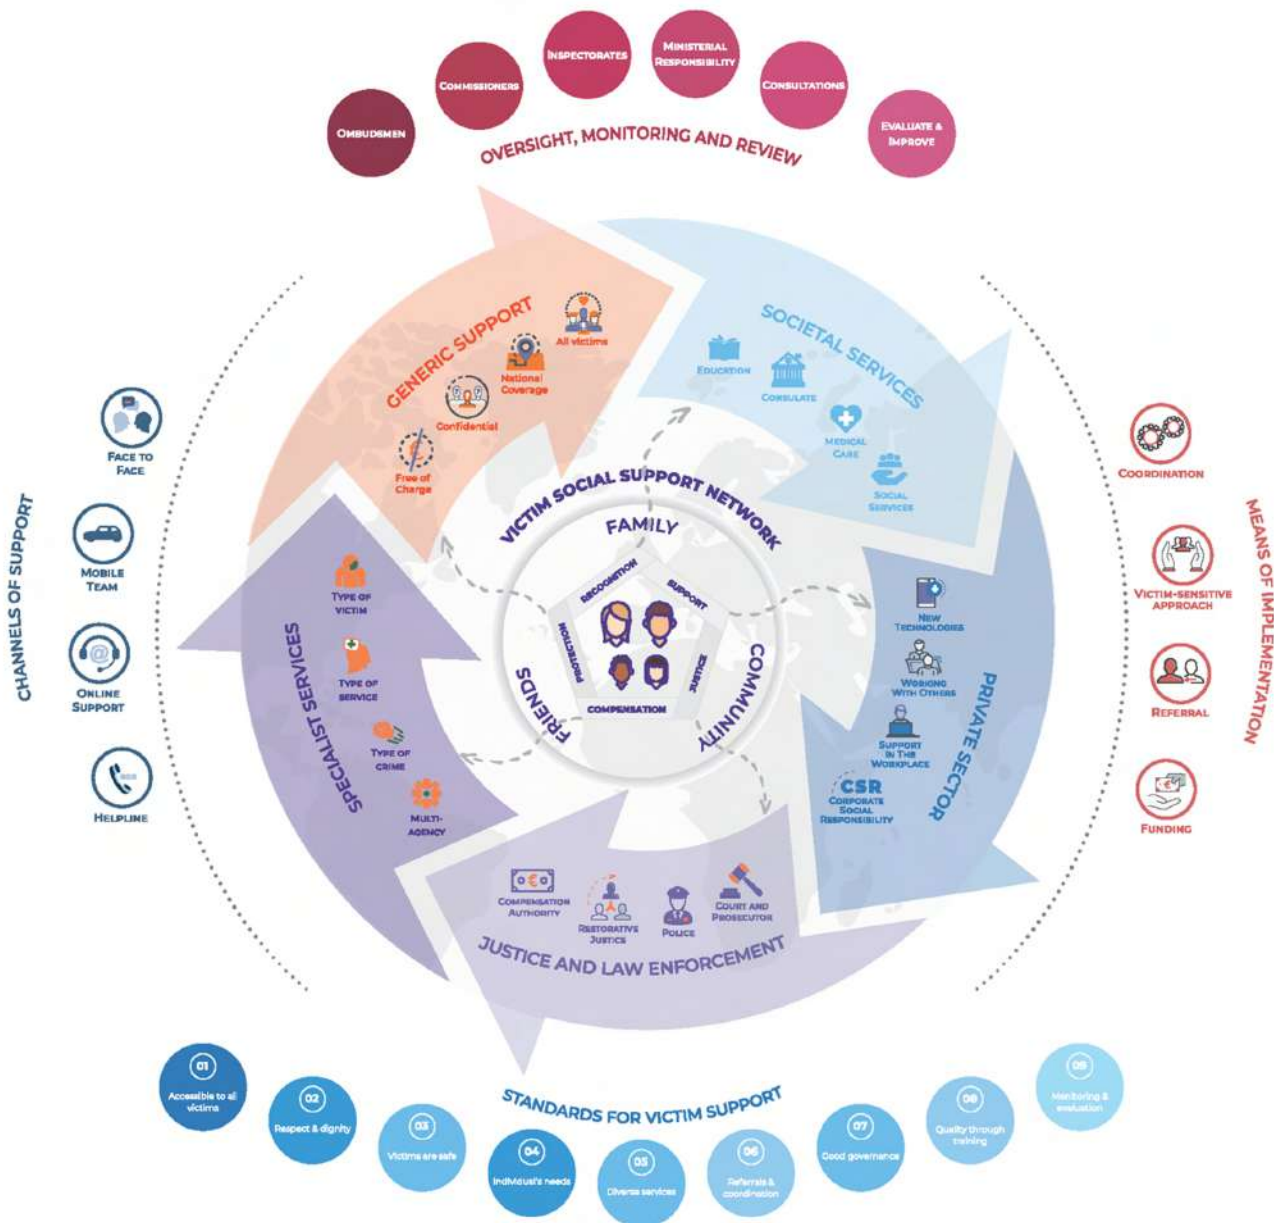 OMBUDSMEN
COMMISSIONERS
INSPECTORATES
MINISTERIAL
RESPONSIBILITY
CONSULTATIONS
EVALUATE &
IMPROVE
OVERSIGHT, MONITORING AND REVIEW
GENERIC SUPPORT
All victims
National
Coverage
Confidential
Free of
Charge
SOCIETAL SERVICES
EDUCATION
CONSULATE
MEDICAL
CARE
SOCIAL
SERVICES
CHANNELS OF SUPPORT
FACE TO
FACE
MOBILE
TEAM
ONLINE
SUPPORT
HELPLINE
VICTIM SOCIAL SUPPORT NETWORK
FAMILY
COMMUNITY
FRIENDS
RECOGNITION
SUPPORT
JUSTICE
COMPENSATION
PROTECTION
MEANS OF IMPLEMENTATION
COORDINATION
VICTIM-SENSITIVE
APPROACH
REFERRAL
FUNDING
SPECIALIST SERVICES
TYPE OF
VICTIM
TYPE OF
SERVICE
TYPE OF
CRIME
MULTI-
AGENCY
PRIVATE SECTOR
NEW
TECHNOLOGIES
WORKING
WITH OTHERS
SUPPORT
IN THE
WORKPLACE
CSR
CORPORATE
SOCIAL
RESPONSIBILITY
COMPENSATION
AUTHORITY
RESTORATIVE
JUSTICE
POLICE
COURT AND
PROSECUTOR
JUSTICE AND LAW ENFORCEMENT
STANDARDS FOR VICTIM SUPPORT
01
Accessible to all
victims
02
Respect & dignity
03
Victims are safe
04
Individual's needs
05
Diverse services
06
Referrals &
coordination
07
Good governance
08
Quality through
training
09
Monitoring &
evaluation